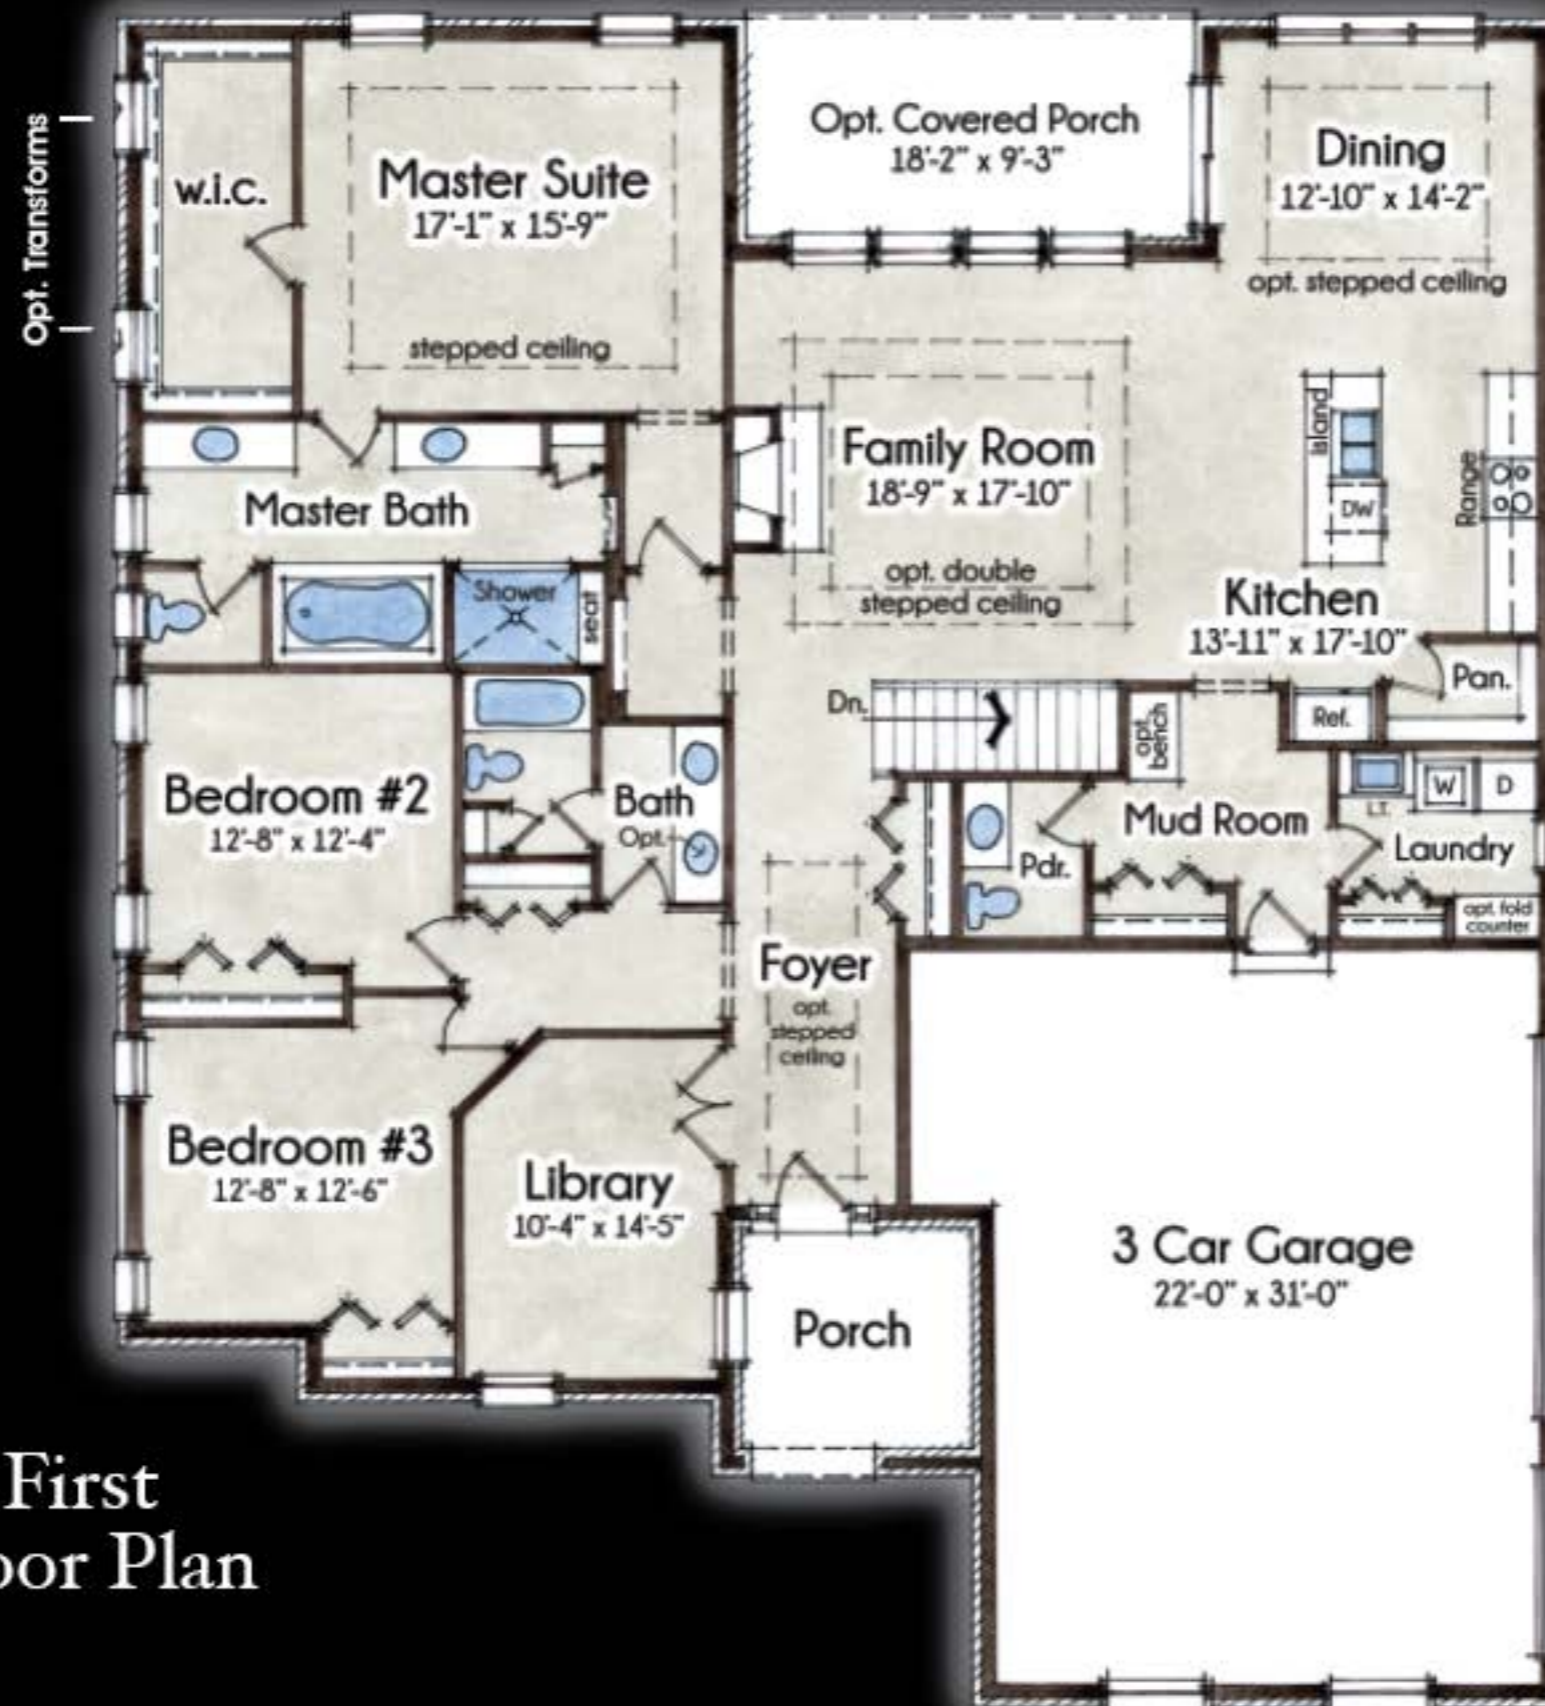 Opt. Transforms
w.i.c.
Master Suite
17'-1" x 15'-9"
stepped ceiling
Opt. Covered Porch
18'-2" x 9'-3"
Dining
12'-10" x 14'-2"
opt. stepped ceiling
Master Bath
Shower
seat
Family Room
18'-9" x 17'-10"
opt. double
stepped ceiling
island
DW
Range
Kitchen
13'-11" x 17'-10"
Pan.
Ref.
Dn.
opt.
bench
Bedroom #2
12'-8" x 12'-4"
Bath
Opt.
Pdr.
Mud Room
L.T.
W
D
Laundry
opt. fold
counter
Foyer
opt.
stepped
ceiling
Bedroom #3
12'-8" x 12'-6"
Library
10'-4" x 14'-5"
Porch
3 Car Garage
22'-0" x 31'-0"
First
oor Plan